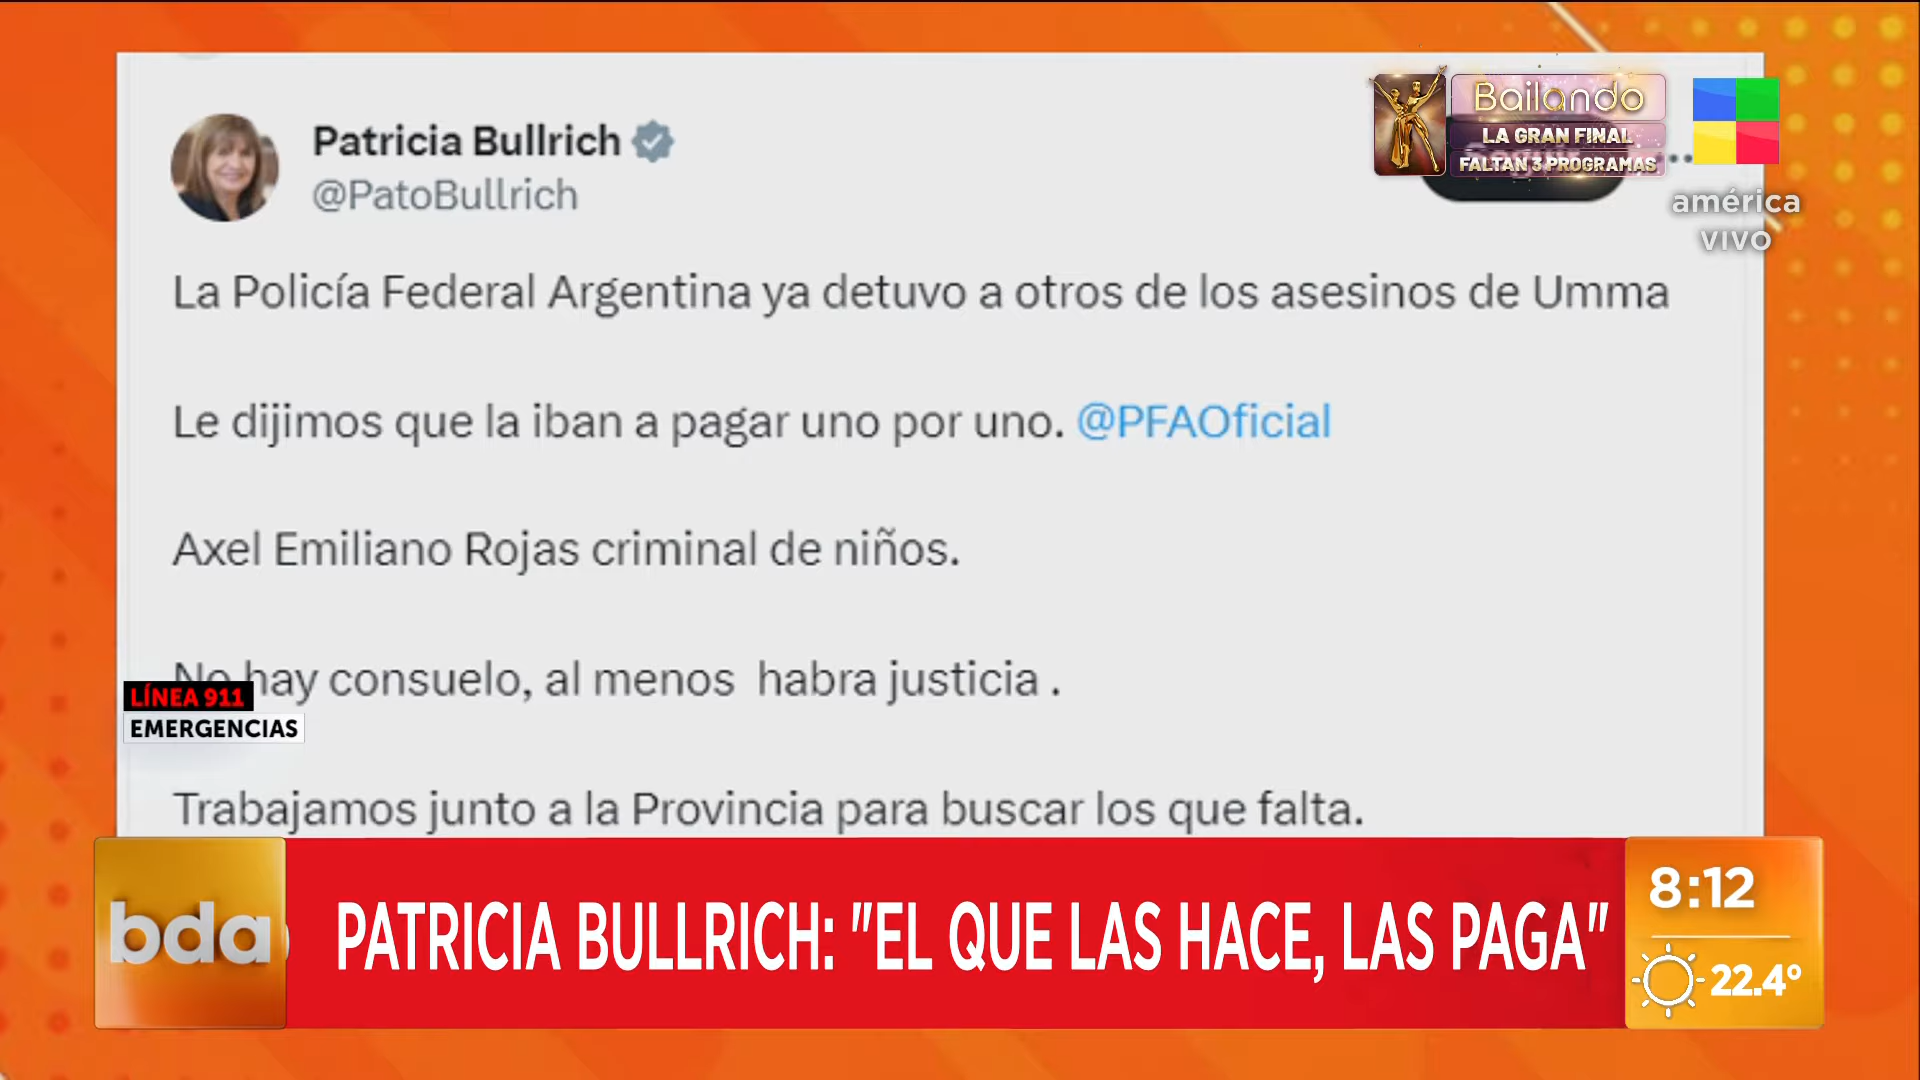 Patricia Bullrich
@PatoBullrich
Bailando
LA GRAN FINAL
FALTAN 3 PROGRAMAS
américa
VIVO
La Policía Federal Argentina ya detuvo a otros de los asesinos de Umma
Le dijimos que la iban a pagar uno por uno. @PFAOficial
Axel Emiliano Rojas criminal de niños.
No hay consuelo, al menos  habra justicia .
LÍNEA 911
EMERGENCIAS
Trabajamos junto a la Provincia para buscar los que falta.
bda
PATRICIA BULLRICH: "EL QUE LAS HACE, LAS PAGA"
8:12
22.4º